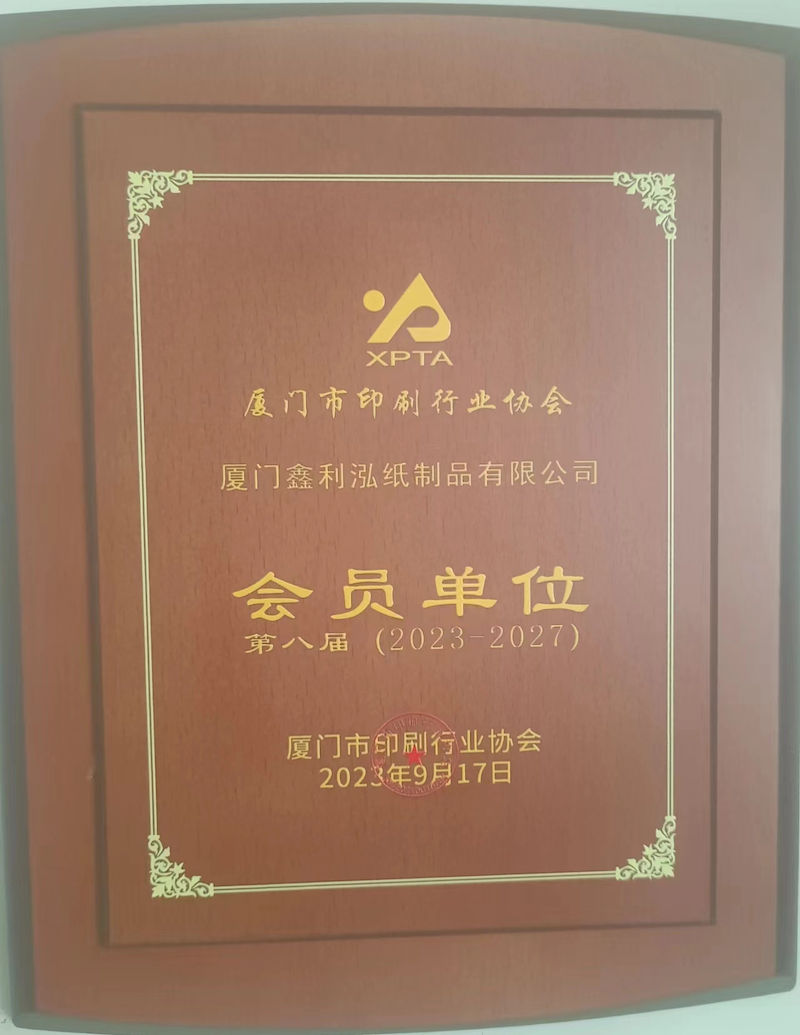 XPTA
厦门市印刷行业协会
厦门鑫利泓纸制品有限公司
会员单位
第八届 (2023-2027)
厦门市印刷行业协会
2023年9月17日